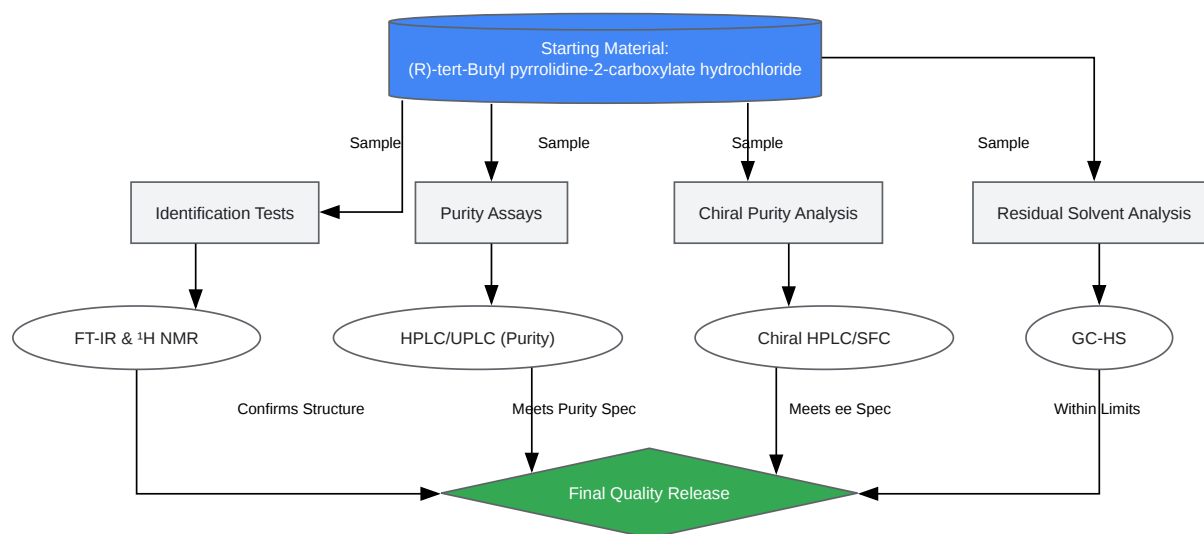 Starting Material:
(R)-tert-Butyl pyrrolidine-2-carboxylate hydrochloride
Sample
Sample
Sample
Sample
Identification Tests
Purity Assays
Chiral Purity Analysis
Residual Solvent Analysis
FT-IR & ¹H NMR
HPLC/UPLC (Purity)
Chiral HPLC/SFC
GC-HS
Confirms Structure
Meets Purity Spec
Meets ee Spec
Within Limits
Final Quality Release